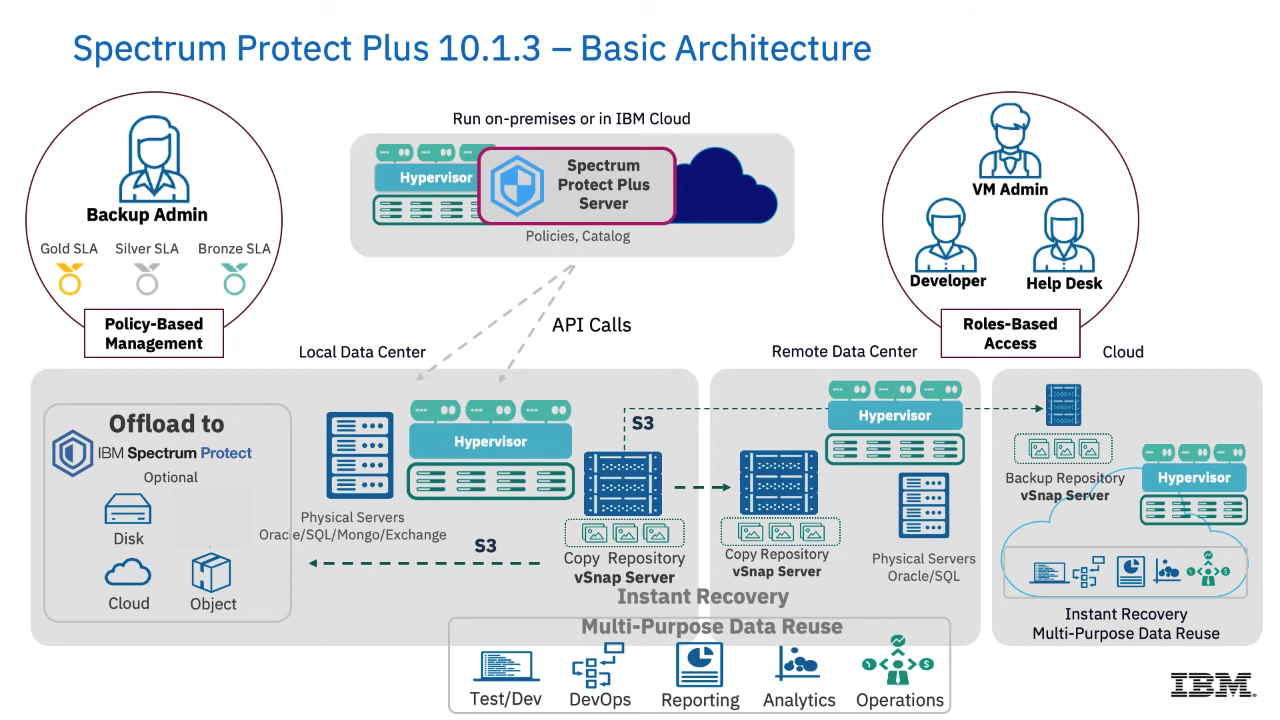 Spectrum Protect Plus 10.1.3 – Basic Architecture
Run on-premises or in IBM Cloud
Hypervisor
Spectrum
Protect Plus
Server
Policies, Catalog
Backup Admin
Gold SLA
Silver SLA
Bronze SLA
Policy-Based
Management
VM Admin
Developer
Help Desk
Roles-Based
Access
API Calls
Local Data Center
Remote Data Center
Cloud
Offload to
IBM Spectrum Protect
Optional
Disk
Cloud
Object
Physical Servers
Oracle/SQL/Mongo/Exchange
Hypervisor
S3
S3
Copy Repository
vSnap Server
Hypervisor
Copy Repository
vSnap Server
Physical Servers
Oracle/SQL
Backup Repository
vSnap Server
Hypervisor
Instant Recovery
Multi-Purpose Data Reuse
Instant Recovery
Multi-Purpose Data Reuse
Test/Dev
DevOps
Reporting
Analytics
Operations
IBM